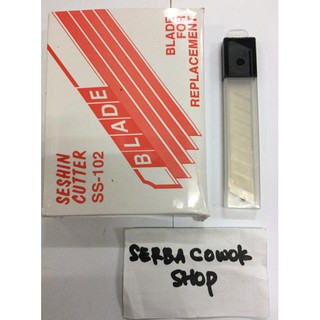 BLADE
FOR
REPLACEMENT
BLADE
SESHIN
CUTTER
SS-102
SERBA COWOK
SHOP